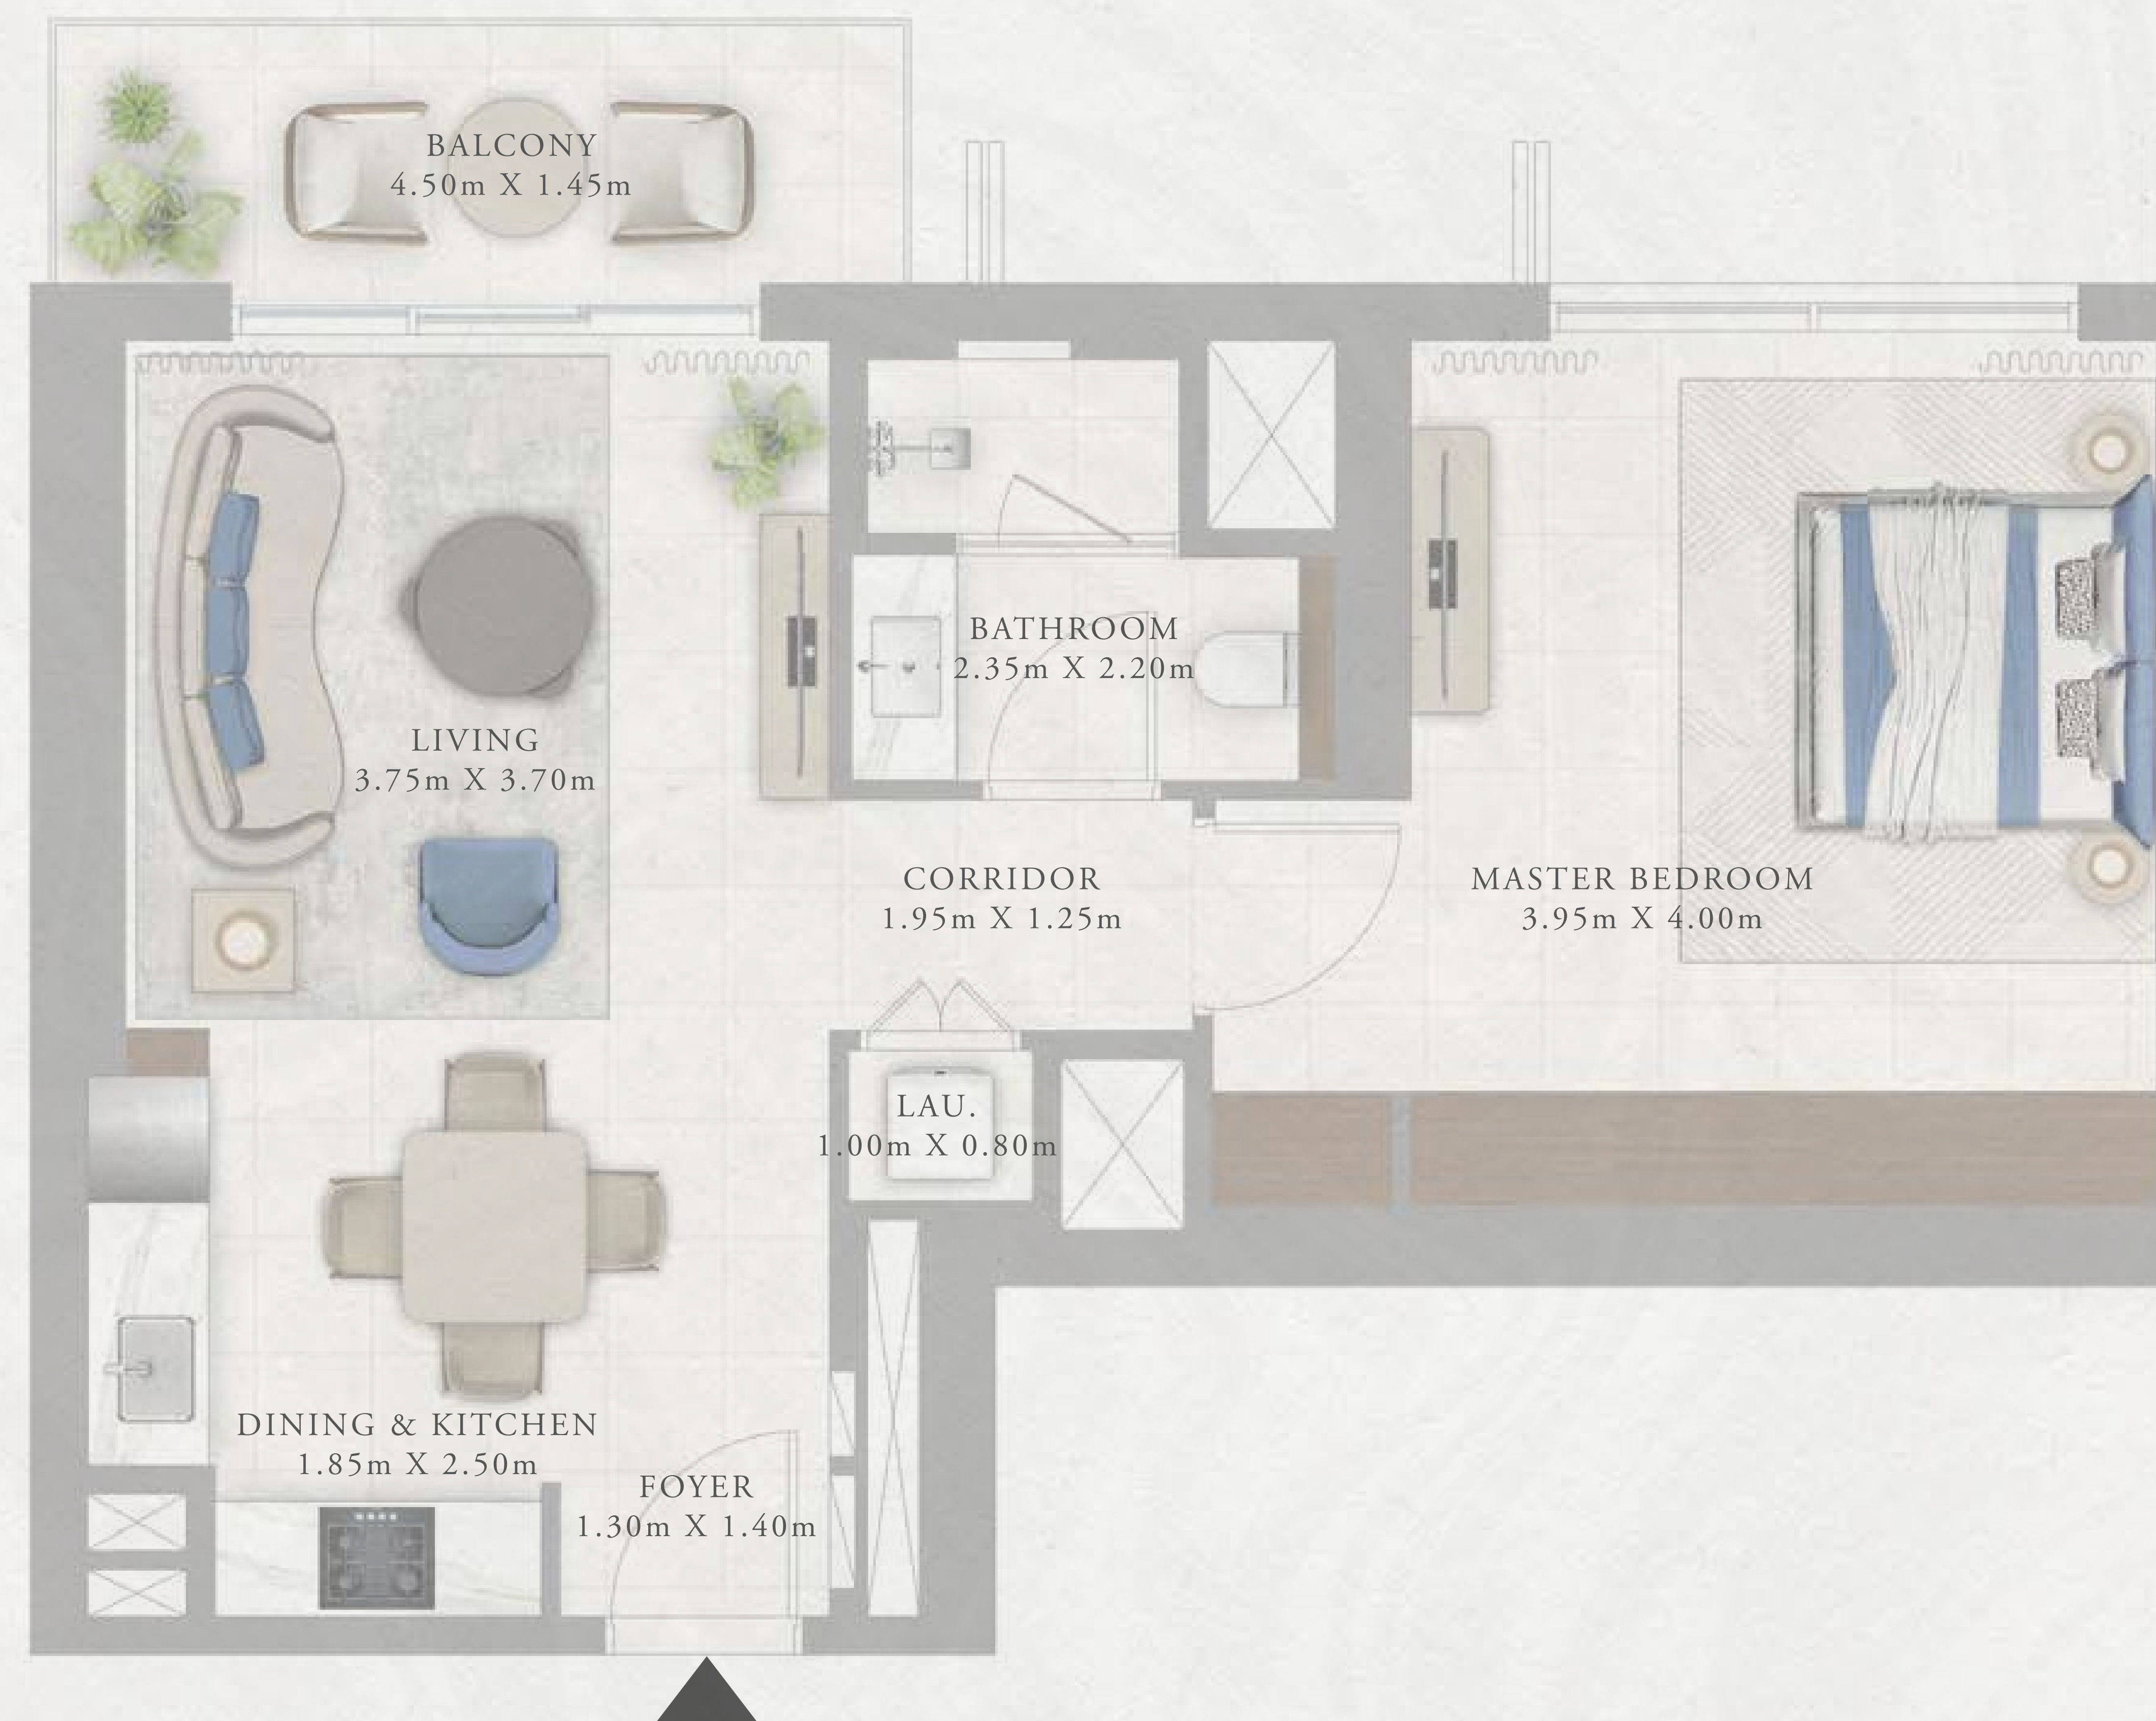 BALCONY
4.50m X 1.45m
BATHROOM
2.35m X 2.20m
LIVING
3.75m X 3.70m
CORRIDOR
1.95m X 1.25m
MASTER BEDROOM
3.95m X 4.00m
LAU.
1.00m X 0.80m
DINING & KITCHEN
1.85m X 2.50m
FOYER
1.30m X 1.40m